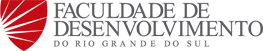 FACULDADE DE
DESENVOLVIMENTO
DO RIO GRANDE DO SUL